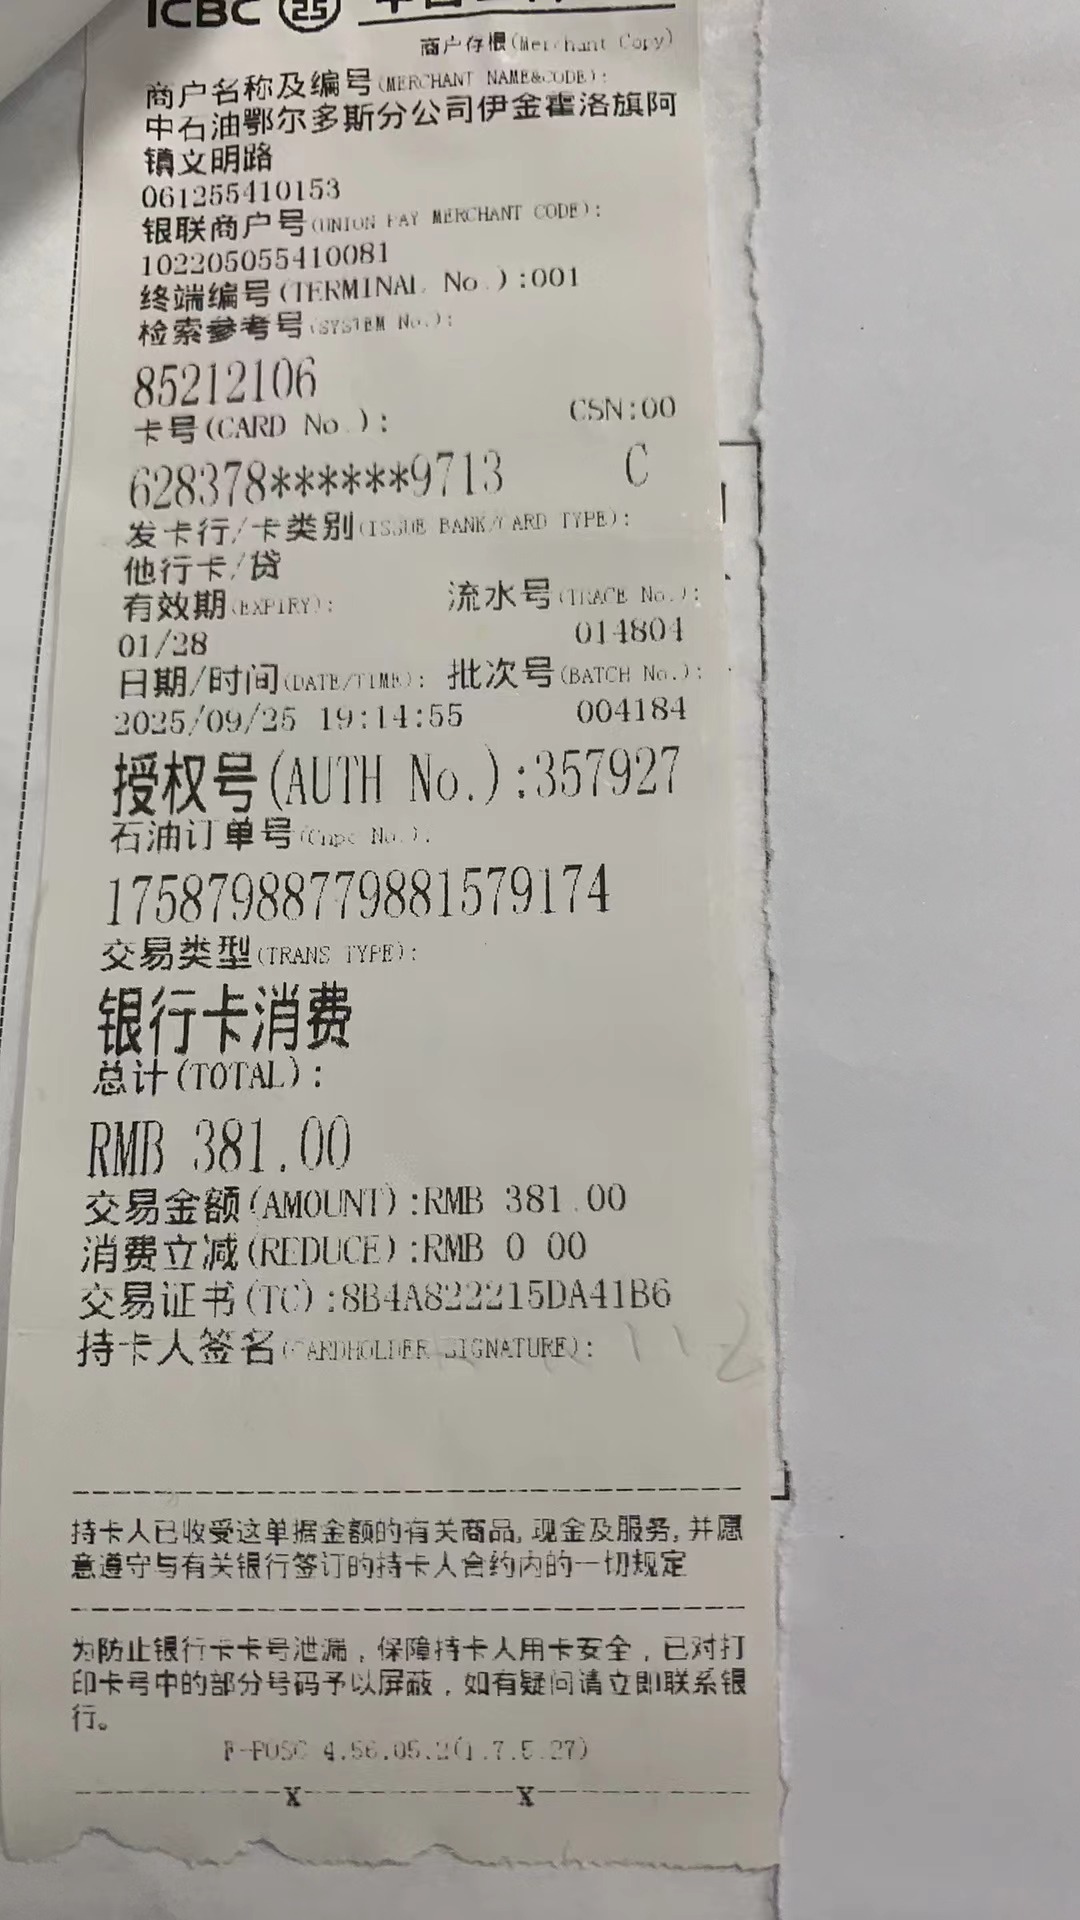 ICBC
商户存根(Merchant Copy)
商户名称及编号(MERCHANT NAME&CODE):
中石油鄂尔多斯分公司伊金霍洛旗阿
镇文明路
061255410153
银联商户号(UNION PAY MERCHANT CODE):
102205055410081
终端编号(TERMINAL No.):001
检索参考号(SYSTEM No.):
85212106
卡号(CARD No.): CSN:00
628378******9713 C
发卡行/卡类别(ISSUE BANK/CARD TYPE):
他行卡/贷
有效期(EXPIRY): 流水号(TRACE No.):
01/28 014804
日期/时间(DATE/TIME): 批次号(BATCH No.):
2025/09/25 19:14:55 004184
授权号(AUTH No.):357927
石油订单号(Cnpc No.):
17587988779881579174
交易类型(TRANS TYPE):
银行卡消费
总计(TOTAL):
RMB 381.00
交易金额(AMOUNT):RMB 381.00
消费立减(REDUCE):RMB 0 00
交易证书(TC):8B4A822215DA41B6
持卡人签名(CARDHOLDER SIGNATURE):
持卡人已收受这单据金额的有关商品,现金及服务,并愿
意遵守与有关银行签订的持卡人合约内的一切规定
为防止银行卡卡号泄漏，保障持卡人用卡安全，已对打
印卡号中的部分号码予以屏蔽，如有疑问请立即联系银
行。
4.56.05.2(1.7.5.27)
X X